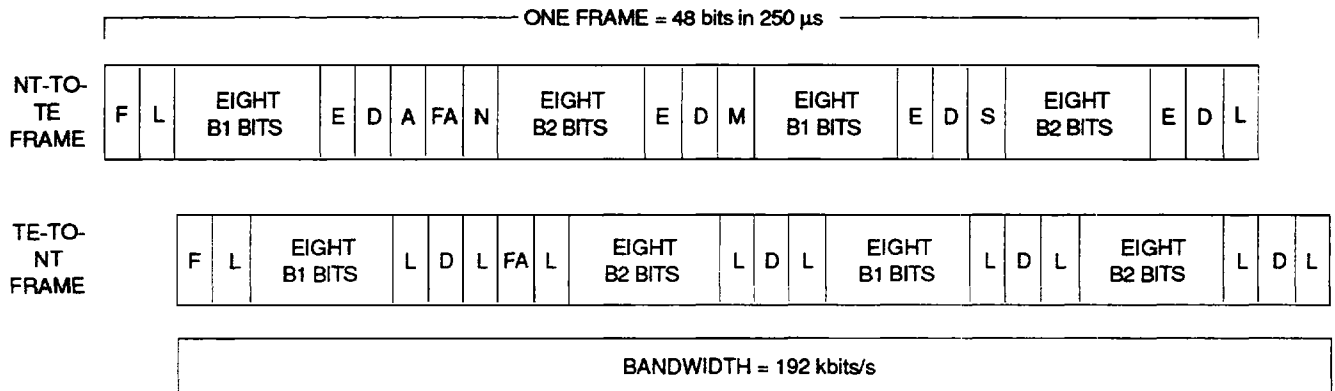 ONE FRAME = 48 bits in 250 µs
NT-TO-
TE
FRAME
F L EIGHT B1 BITS E D A FA N EIGHT B2 BITS E D M EIGHT B1 BITS E D S EIGHT B2 BITS E D L
TE-TO-
NT
FRAME
F L EIGHT B1 BITS L D L FA L EIGHT B2 BITS L D L EIGHT B1 BITS L D L EIGHT B2 BITS L D L
BANDWIDTH = 192 kbits/s